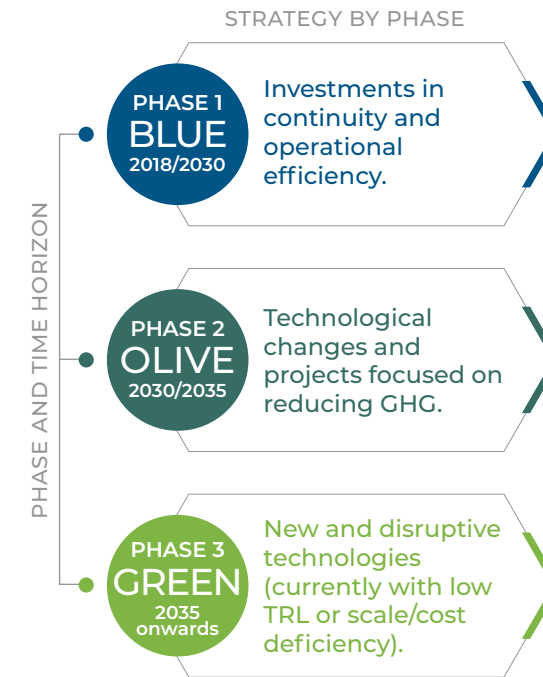 STRATEGY BY PHASE
PHASE AND TIME HORIZON
PHASE 1
BLUE
2018/2030
Investments in
continuity and
operational
efficiency.
PHASE 2
OLIVE
2030/2035
Technological
changes and
projects focused on
reducing GHG.
PHASE 3
GREEN
2035
onwards
New and disruptive
technologies
(currently with low
TRL or scale/cost
deficiency).